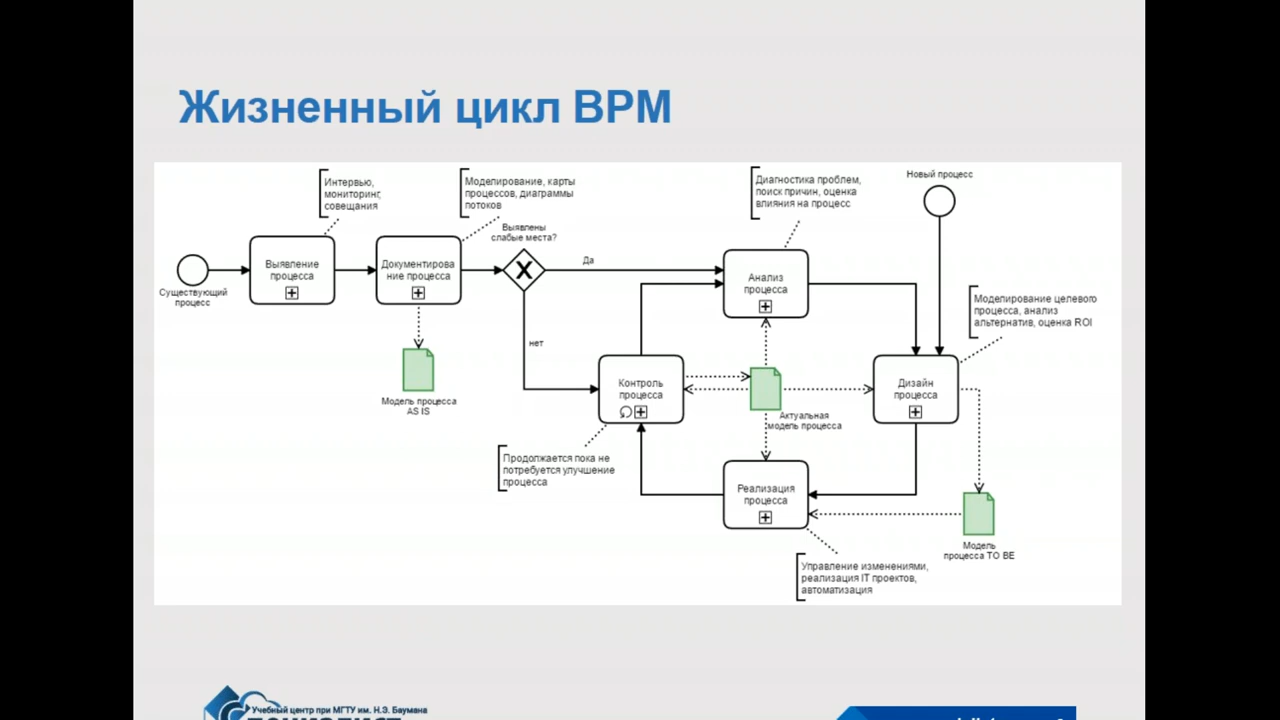 Жизненный цикл BPM
Интервью,
мониторинг,
совещания
Моделирование, карты
процессов, диаграммы
потоков
Диагностика проблем,
поиск причин, оценка
влияния на процесс
Новый процесс
Выявлены
слабые места?
Существующий
процесс
Выявление
процесса
Документирова
ние процесса
Да
Анализ
процесса
Моделирование целевого
процесса, анализ
альтернатив, оценка ROI
нет
Модель процесса
AS IS
Контроль
процесса
Актуальная
модель процесса
Дизайн
процесса
Продолжается пока не
потребуется улучшение
процесса
Реализация
процесса
Модель
процесса TO BE
Управление изменениями,
реализация IT проектов,
автоматизация
Учебный центр при МГТУ им. Н.Э. Баумана